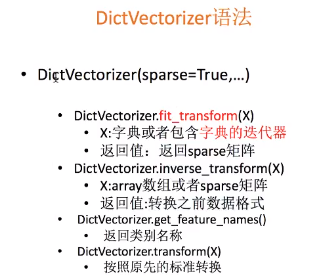 DictVectorizer语法
• DictVectorizer(sparse=True,…)
• DictVectorizer.fit_transform(X)
• X:字典或者包含字典的迭代器
• 返回值：返回sparse矩阵
• DictVectorizer.inverse_transform(X)
• X:array数组或者sparse矩阵
• 返回值:转换之前数据格式
• DictVectorizer.get_feature_names()
• 返回类别名称
• DictVectorizer.transform(X)
• 按照原先的标准转换